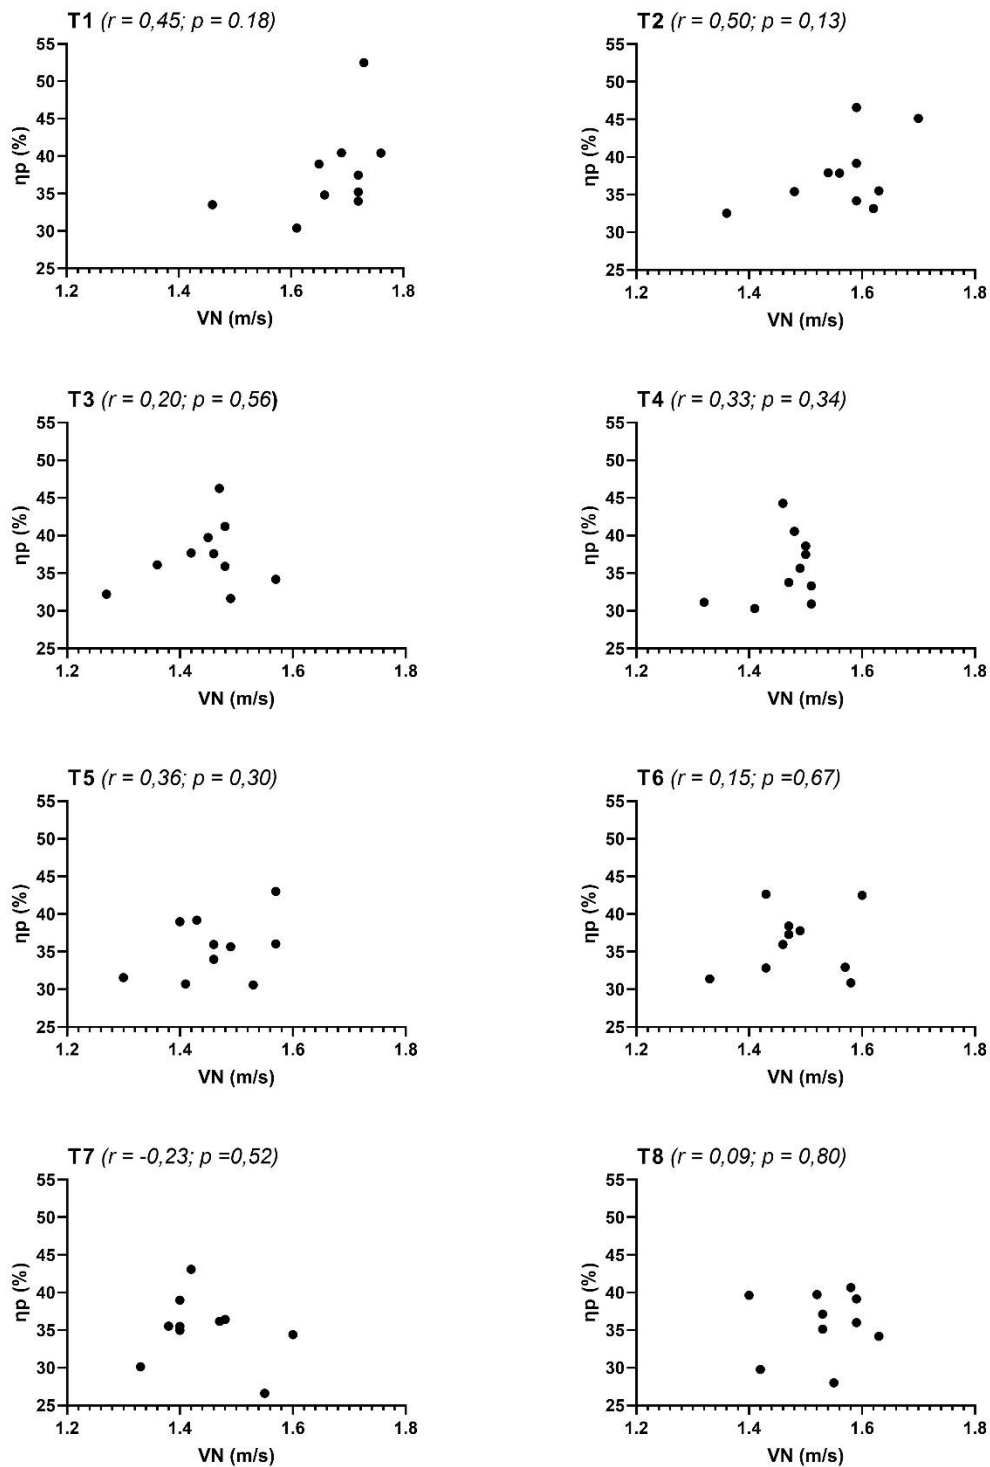 T1 (r = 0,45; p = 0.18)
55
50
45
40
35
30
25
ηp (%)
1.2 1.4 1.6 1.8
VN (m/s)
T2 (r = 0,50; p = 0,13)
55
50
45
40
35
30
25
ηp (%)
1.2 1.4 1.6 1.8
VN (m/s)
T3 (r = 0,20; p = 0,56)
55
50
45
40
35
30
25
ηp (%)
1.2 1.4 1.6 1.8
VN (m/s)
T4 (r = 0,33; p = 0,34)
55
50
45
40
35
30
25
ηp (%)
1.2 1.4 1.6 1.8
VN (m/s)
T5 (r = 0,36; p = 0,30)
55
50
45
40
35
30
25
ηp (%)
1.2 1.4 1.6 1.8
VN (m/s)
T6 (r = 0,15; p =0,67)
55
50
45
40
35
30
25
ηp (%)
1.2 1.4 1.6 1.8
VN (m/s)
T7 (r = -0,23; p =0,52)
55
50
45
40
35
30
25
ηp (%)
1.2 1.4 1.6 1.8
VN (m/s)
T8 (r = 0,09; p = 0,80)
55
50
45
40
35
30
25
ηp (%)
1.2 1.4 1.6 1.8
VN (m/s)